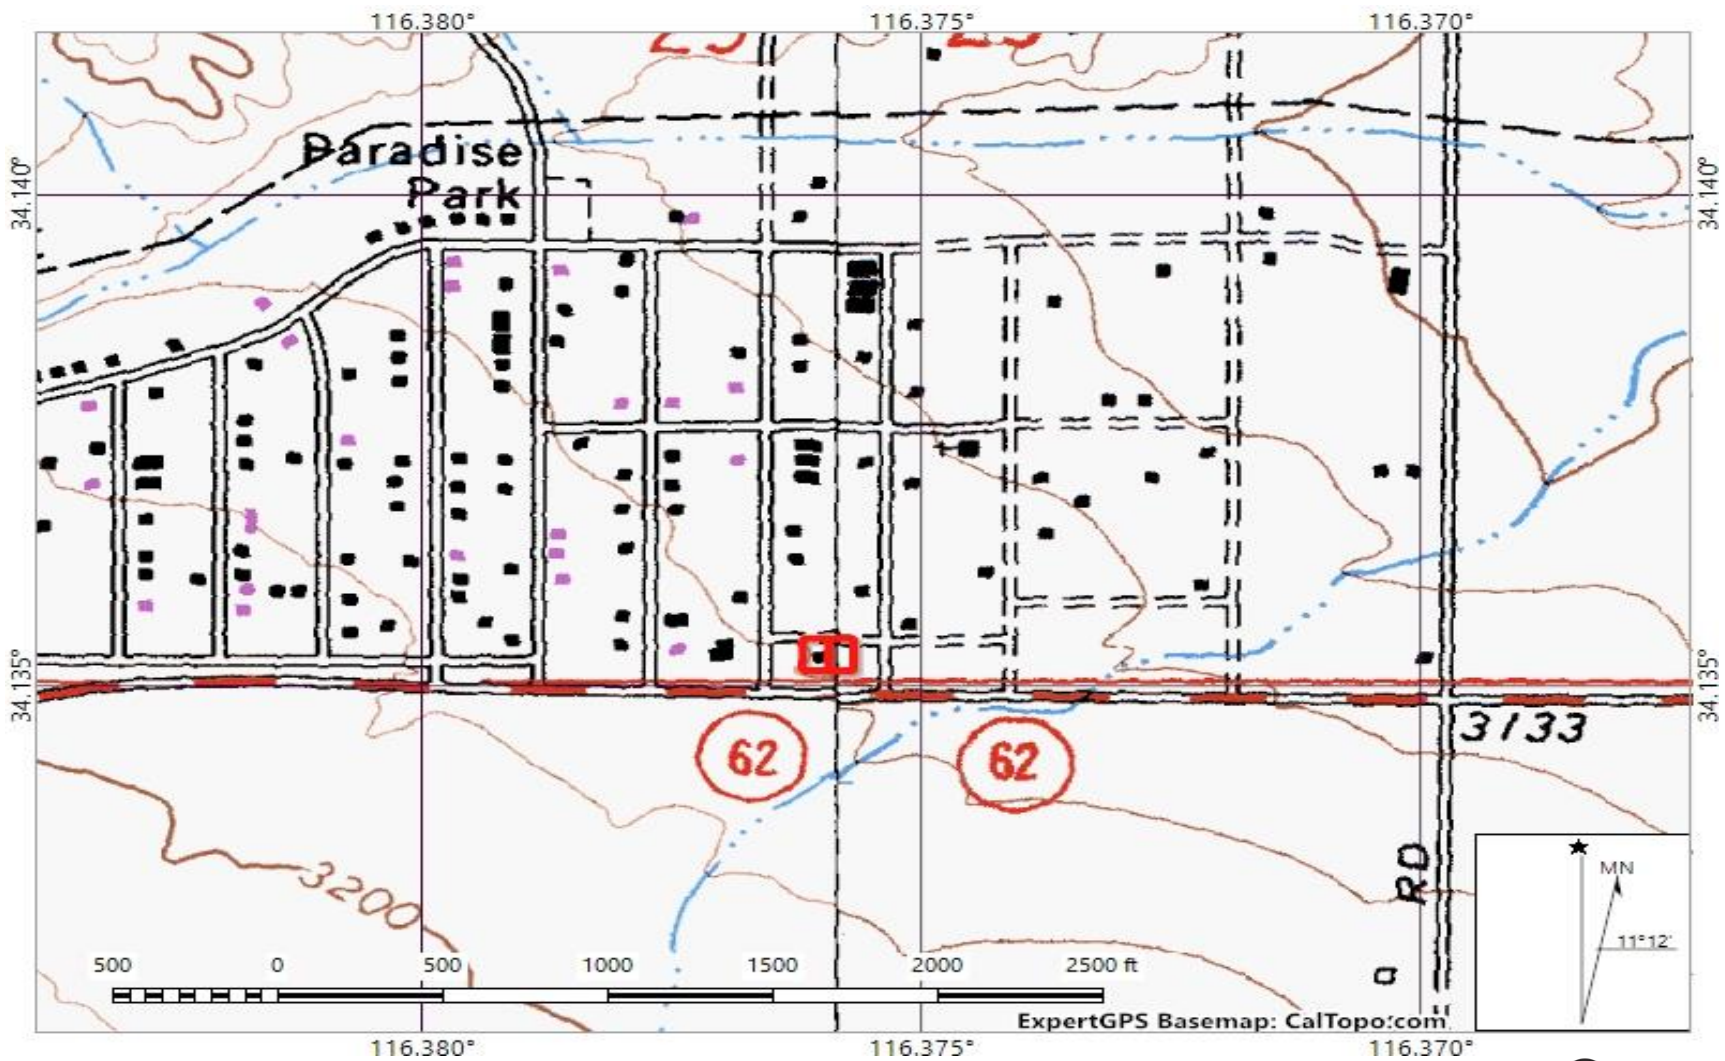 116.380° 116.375° 116.370°
Paradise
Park
34.140° 34.140°
34.135° 34.135°
62 62
3133
3200
RD
a
MN
11°12'
500 0 500 1000 1500 2000 2500 ft
ExpertGPS Basemap: CalTopo.com
116.380° 116.375° 116.370°